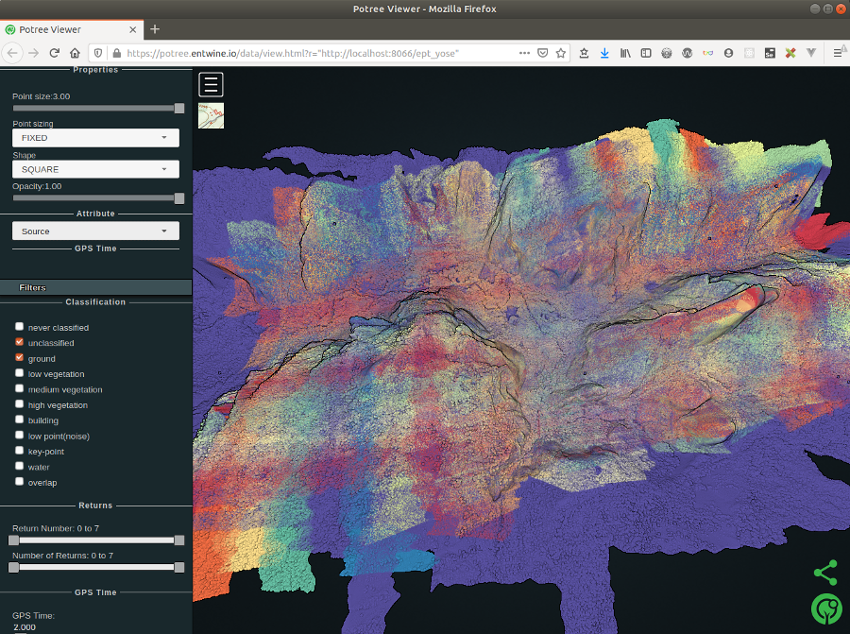 Potree Viewer - Mozilla Firefox
Potree Viewer
https://potree.entwine.io/data/view.html?r="http://localhost:8066/ept_yose"
Properties
Point size:3.00
Point sizing
FIXED
Shape
SQUARE
Opacity:1.00
Attribute
Source
GPS Time
Filters
Classification
never classified
unclassified
ground
low vegetation
medium vegetation
high vegetation
building
low point(noise)
key-point
water
overlap
Returns
Return Number: 0 to 7
Number of Returns: 0 to 7
GPS Time
GPS Time:
2.000